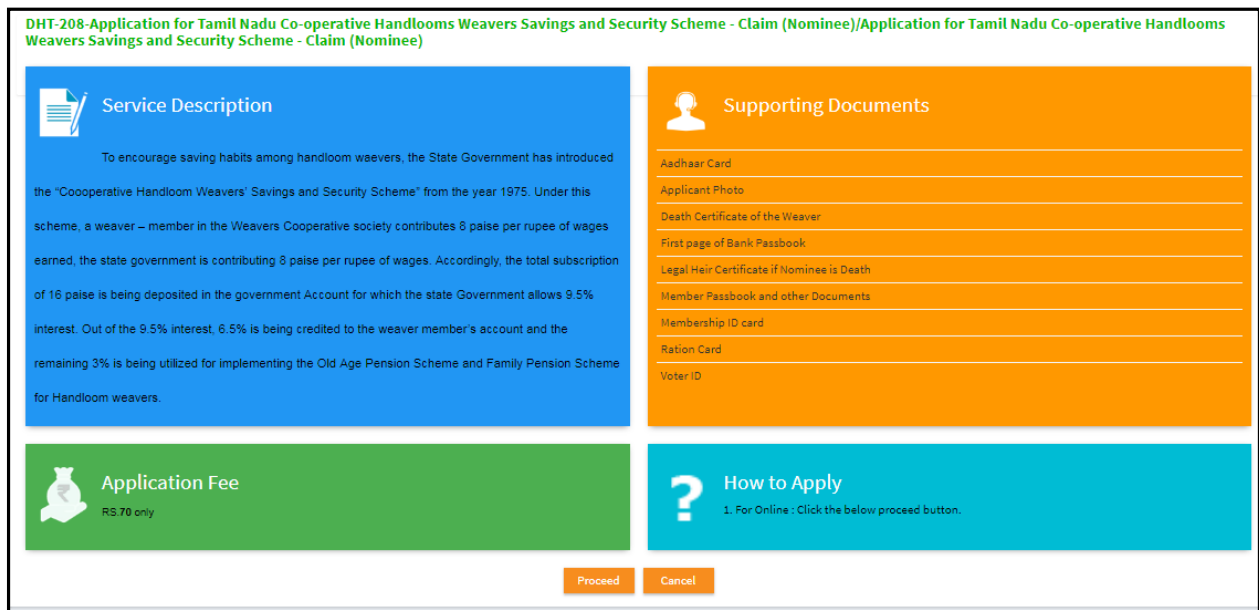 DHT-208-Application for Tamil Nadu Co-operative Handlooms Weavers Savings and Security Scheme - Claim (Nominee)/Application for Tamil Nadu Co-operative Handlooms
Weavers Savings and Security Scheme - Claim (Nominee)
Service Description
To encourage saving habits among handloom waevers, the State Government has introduced
the “Coooperative Handloom Weavers’ Savings and Security Scheme” from the year 1975. Under this
scheme, a weaver – member in the Weavers Cooperative society contributes 8 paise per rupee of wages
earned, the state government is contributing 8 paise per rupee of wages. Accordingly, the total subscription
of 16 paise is being deposited in the government Account for which the state Government allows 9.5%
interest. Out of the 9.5% interest, 6.5% is being credited to the weaver member’s account and the
remaining 3% is being utilized for implementing the Old Age Pension Scheme and Family Pension Scheme
for Handloom weavers.
Supporting Documents
Aadhaar Card
Applicant Photo
Death Certificate of the Weaver
First page of Bank Passbook
Legal Heir Certificate if Nominee is Death
Member Passbook and other Documents
Membership ID card
Ration Card
Voter ID
Application Fee
RS.70 only
How to Apply
1. For Online : Click the below proceed button.
Proceed
Cancel